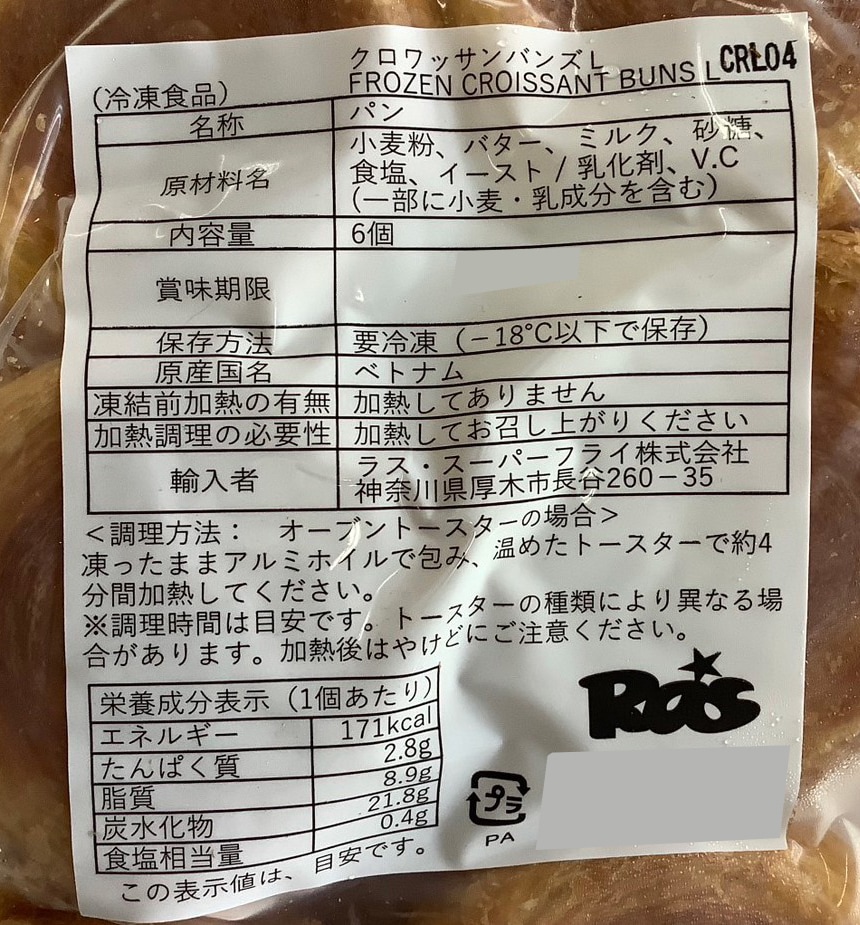 クロワッサンバンズL
FROZEN CROISSANT BUNS L CRL04
(冷凍食品)
名称 パン
原材料名 小麦粉、バター、ミルク、砂糖、
食塩、イースト / 乳化剤、V.C
(一部に小麦・乳成分を含む)
内容量 6個
賞味期限
保存方法 要冷凍(-18℃以下で保存)
原産国名 ベトナム
凍結前加熱の有無 加熱してありません
加熱調理の必要性 加熱してお召し上がりください
輸入者 ラス・スーパーフライ株式会社
神奈川県厚木市長谷260-35
<調理方法: オーブントースターの場合>
凍ったままアルミホイルで包み、温めたトースターで約4
分間加熱してください。
※調理時間は目安です。トースターの種類により異なる場
合があります。加熱後はやけどにご注意ください。
栄養成分表示(1個あたり)
エネルギー 171kcal
たんぱく質 2.8g
脂質 8.9g
炭水化物 21.8g
食塩相当量 0.4g
この表示値は、目安です。
RaS
プラ
PA